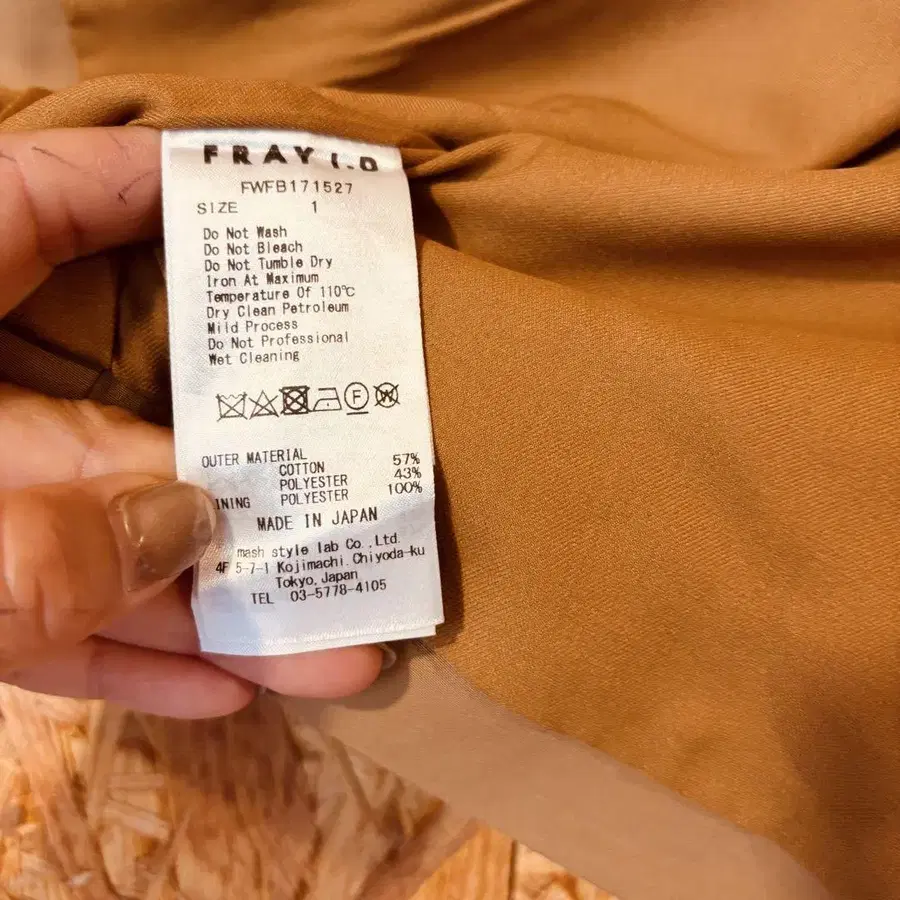 FRAY I.D
FWFB171527
SIZE 1
Do Not Wash
Do Not Bleach
Do Not Tumble Dry
Iron At Maximum
Temperature Of 110℃
Dry Clean Petroleum
Mild Process
Do Not Professional
Wet Cleaning
F W
OUTER MATERIAL
COTTON 57%
POLYESTER 43%
INING POLYESTER 100%
MADE IN JAPAN
mash style lab Co.,Ltd.
4F 5-7-1 Kojimachi.Chiyoda-ku
Tokyo,Japan
TEL 03-5778-4105